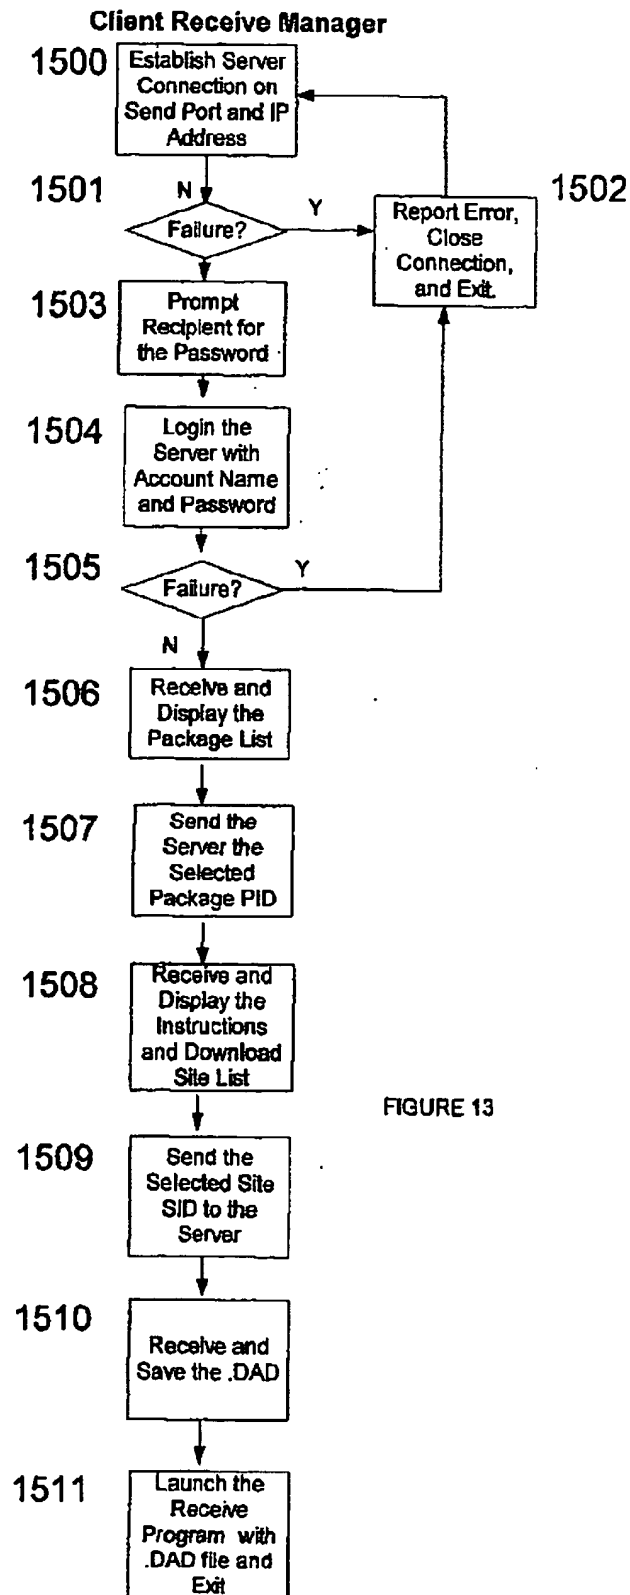 Client Receive Manager
1500
Establish Server
Connection on
Send Port and IP
Address
1501
N
Failure?
Y
1502
Report Error,
Close
Connection,
and Exit.
1503
Prompt
Recipient for
the Password
1504
Login the
Server with
Account Name
and Password
1505
Failure?
Y
N
1506
Receive and
Display the
Package List
1507
Send the
Server the
Selected
Package PID
1508
Receive and
Display the
Instructions
and Download
Site List
FIGURE 13
1509
Send the
Selected Site
SID to the
Server
1510
Receive and
Save the .DAD
1511
Launch the
Receive
Program with
.DAD file and
Exit